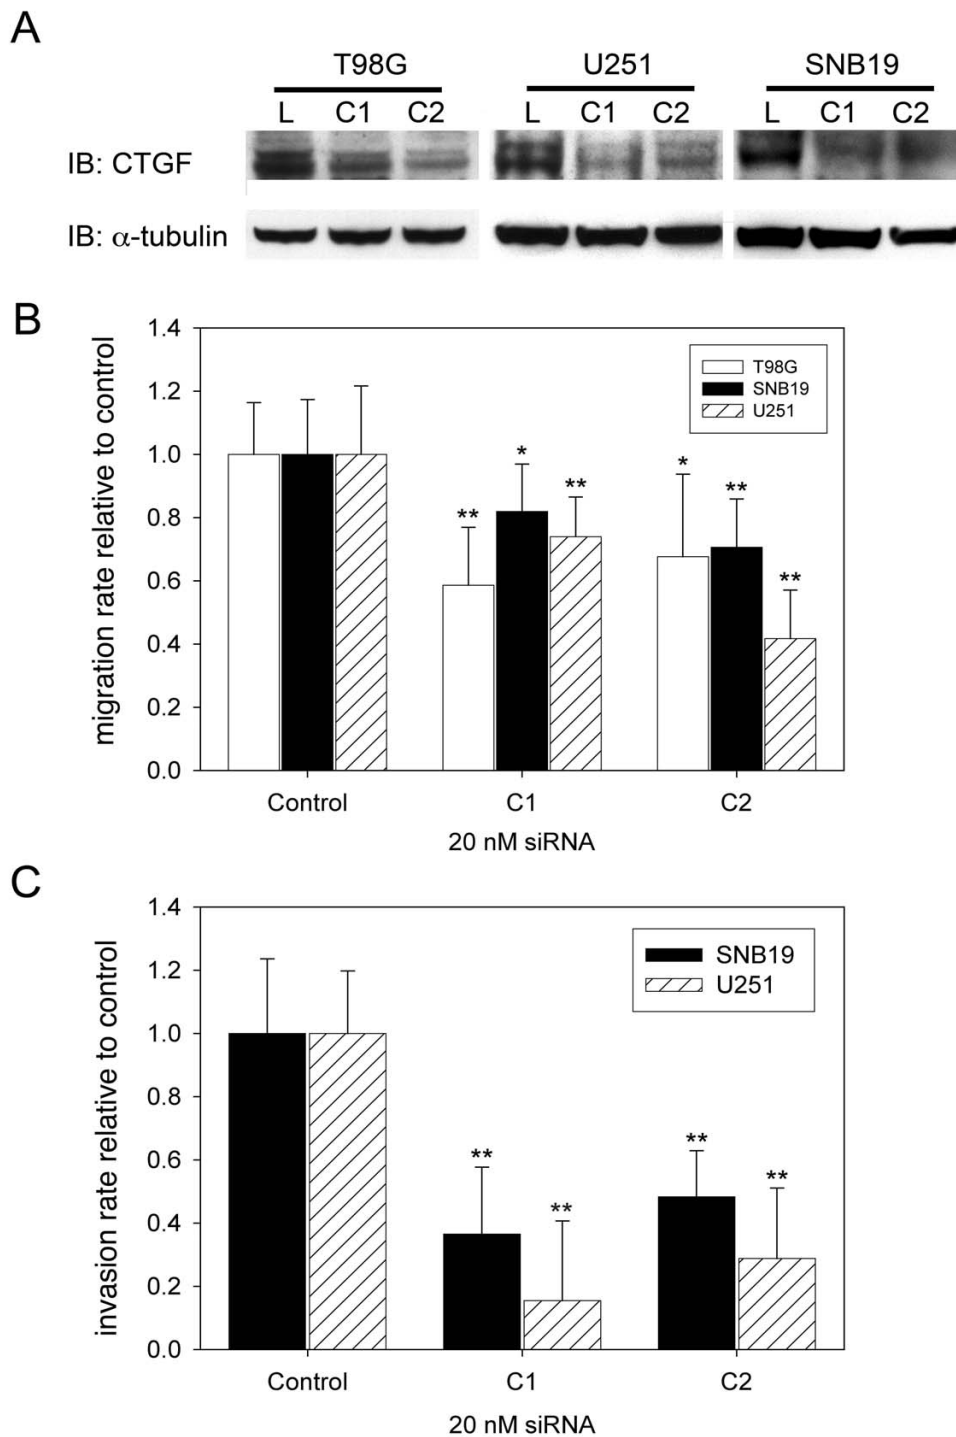 A
T98G U251 SNB19
L C1 C2 L C1 C2 L C1 C2
IB: CTGF
IB: α-tubulin
B
migration rate relative to control
1.4
1.2
1.0
0.8
0.6
0.4
0.2
0.0
T98G
SNB19
U251
** * **
* ** **
Control C1 C2
20 nM siRNA
C
invasion rate relative to control
1.4
1.2
1.0
0.8
0.6
0.4
0.2
0.0
SNB19
U251
** **
** **
Control C1 C2
20 nM siRNA